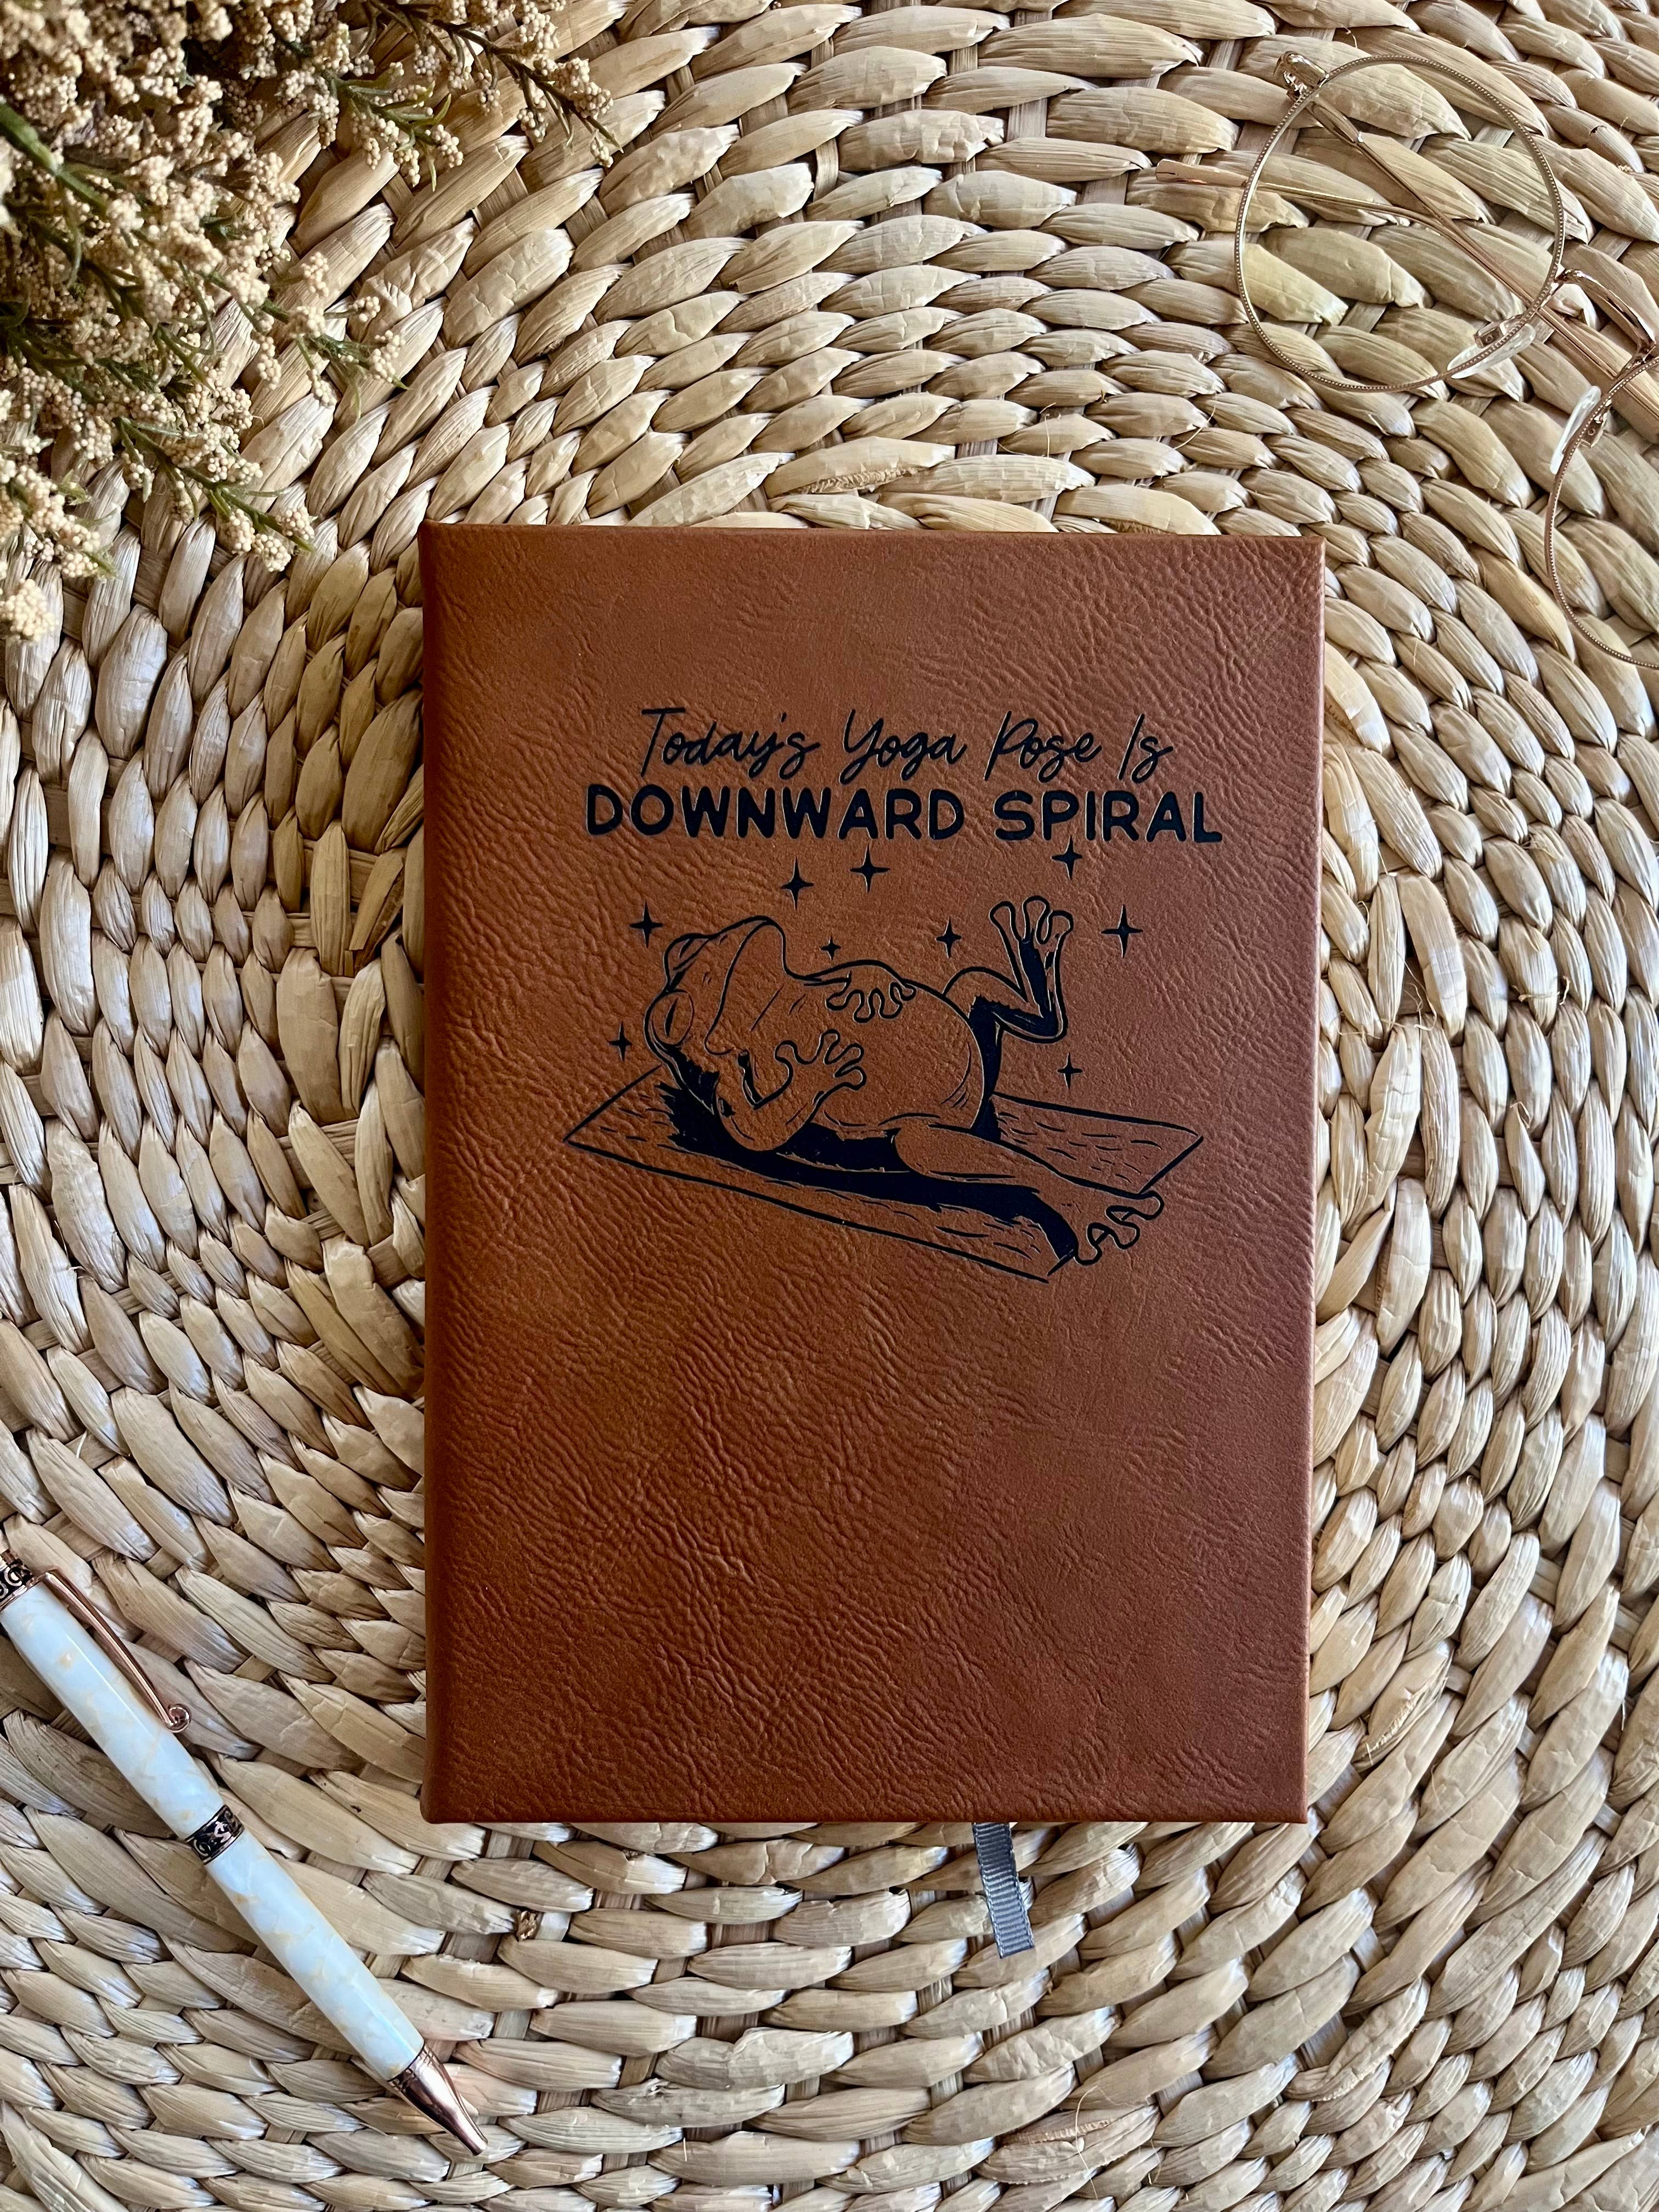 Today's Yoga Pose Is
DOWNWARD SPIRAL